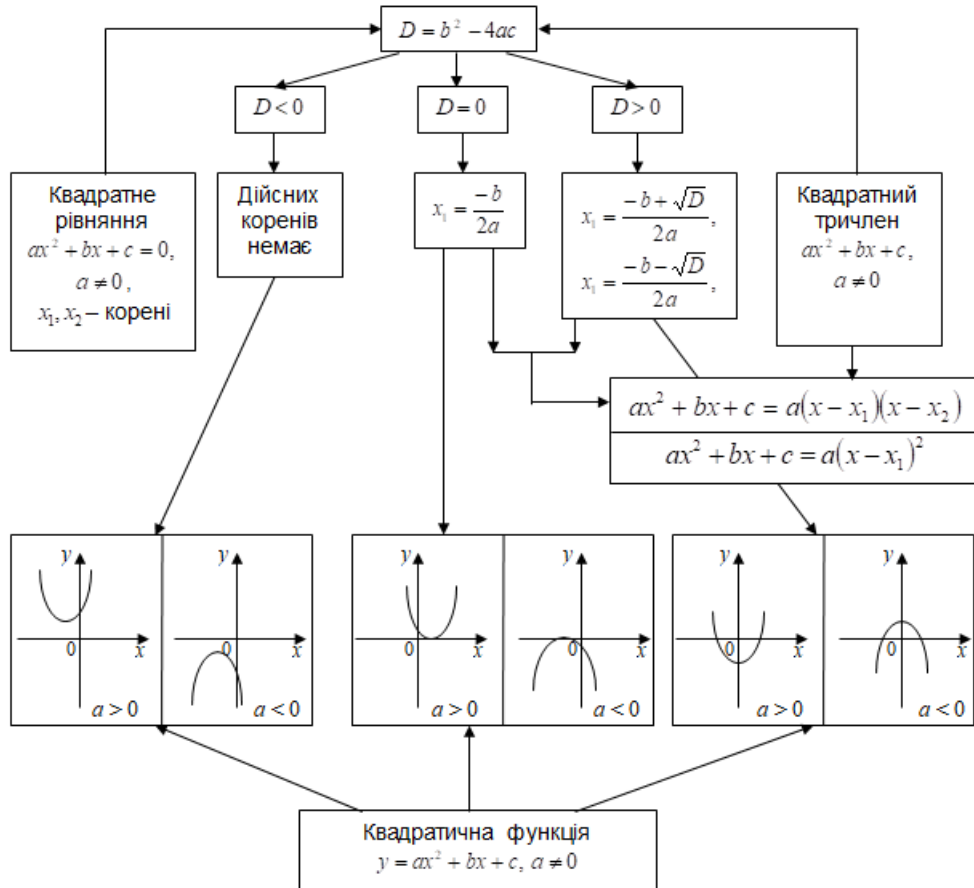 D = b² − 4ac
D < 0
D = 0
D > 0
Квадратне
рівняння
ax² + bx + c = 0,
a ≠ 0 ,
x₁, x₂ – корені
Дійсних
коренів
немає
x₁ = −b / 2a
x₁ = −b + √D / 2a ,
x₁ = −b − √D / 2a ,
Квадратний
тричлен
ax² + bx + c ,
a ≠ 0
ax² + bx + c = a(x − x₁)(x − x₂)
ax² + bx + c = a(x − x₁)²
y
0
x
a > 0
y
0
x
a < 0
y
0
x
a > 0
y
0
x
a < 0
y
0
x
a > 0
y
0
x
a < 0
Квадратична функція
y = ax² + bx + c, a ≠ 0